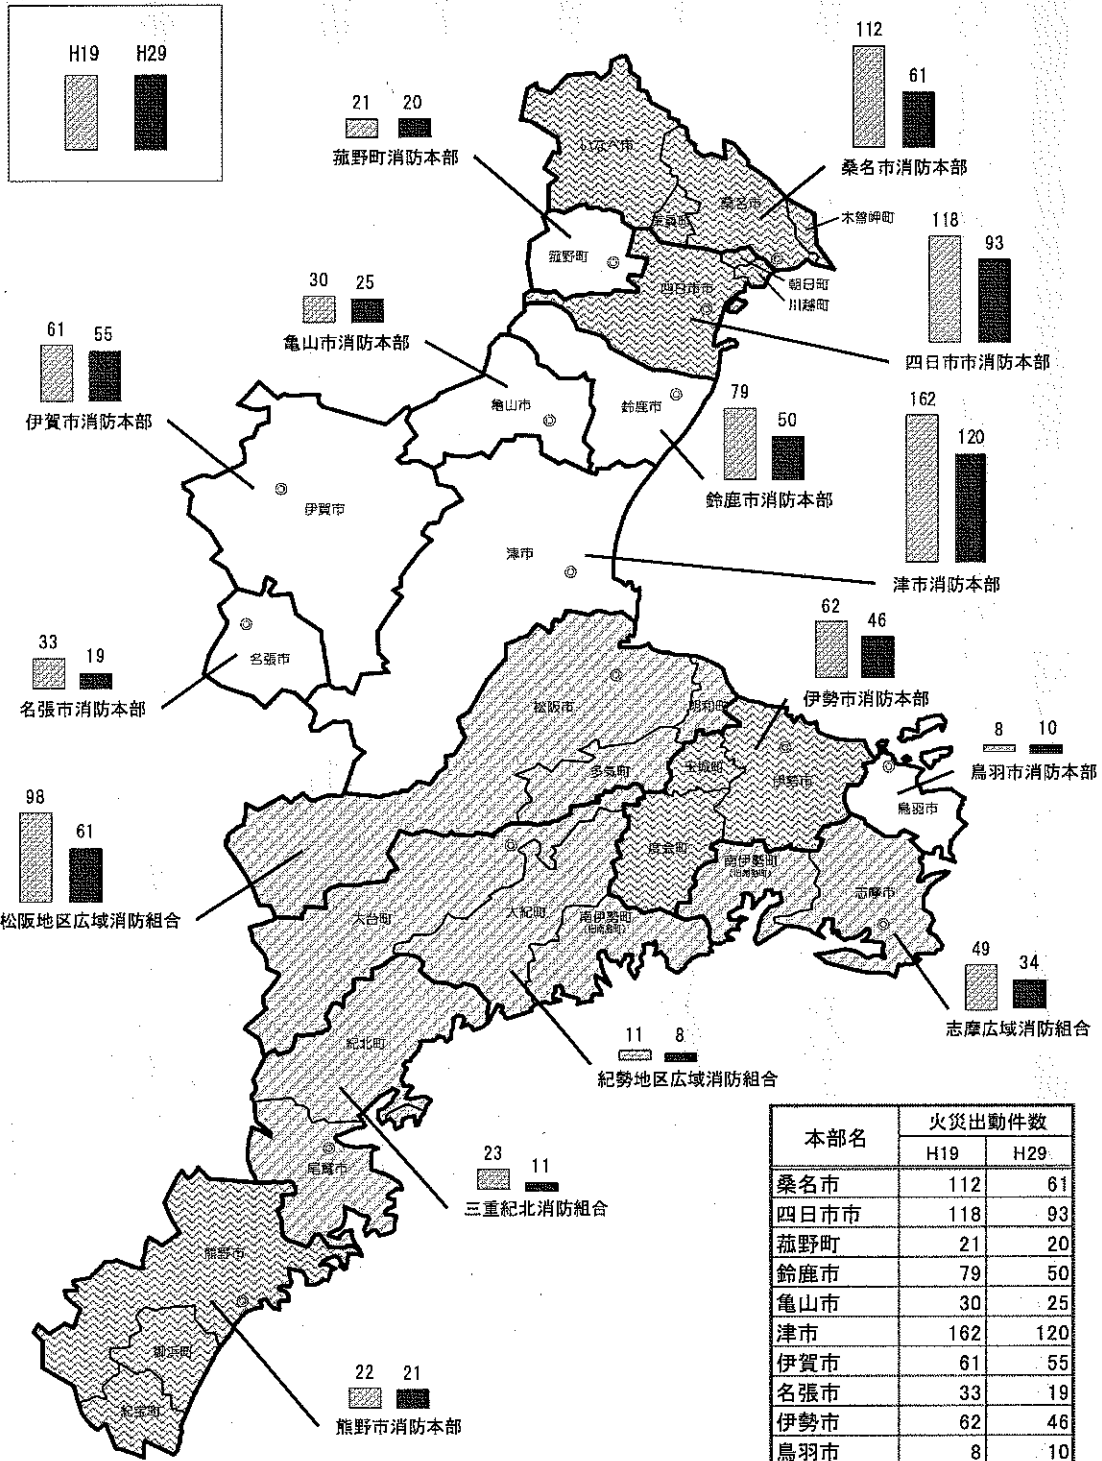 H19 H29
112 61
桑名市消防本部
21 20
菰野町消防本部
いなべ市
桑名市
東員町
木曽岬町
118 93
四日市市消防本部
菰野町
四日市市
朝日町
川越町
30 25
亀山市消防本部
61 55
伊賀市消防本部
亀山市
鈴鹿市
79 50
鈴鹿市消防本部
162 120
津市消防本部
伊賀市
津市
62 46
伊勢市消防本部
33 19
名張市消防本部
名張市
松阪市
明和町
多気町
玉城町
伊勢市
8 10
鳥羽市消防本部
鳥羽市
98 61
松阪地区広域消防組合
度会町
南伊勢町
志摩市
大台町
大紀町
南伊勢町
(旧南島町)
49 34
志摩広域消防組合
11 8
紀勢地区広域消防組合
紀北町
尾鷲市
23 11
三重紀北消防組合
熊野市
御浜町
紀宝町
22 21
熊野市消防本部
本部名 火災出動件数
H19 H29
桑名市 112 61
四日市市 118 93
菰野町 21 20
鈴鹿市 79 50
亀山市 30 25
津市 162 120
伊賀市 61 55
名張市 33 19
伊勢市 62 46
鳥羽市 8 10